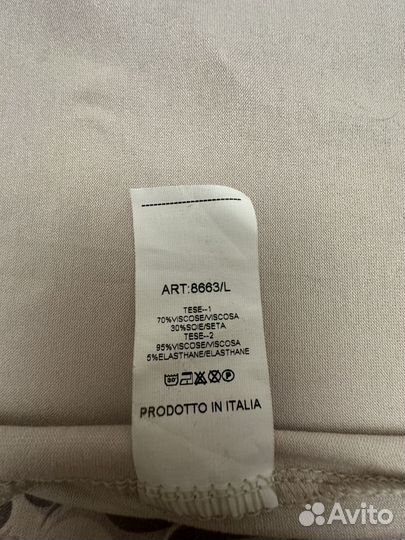 ART:8663/L
TESE--1
70%VISCOSE/VISCOSA
30%SOIE/SETA
TESE--2
95%VISCOSE/VISCOSA
5%ELASTHANE/ELASTHANE
30°
P
PRODOTTO IN ITALIA
Avito